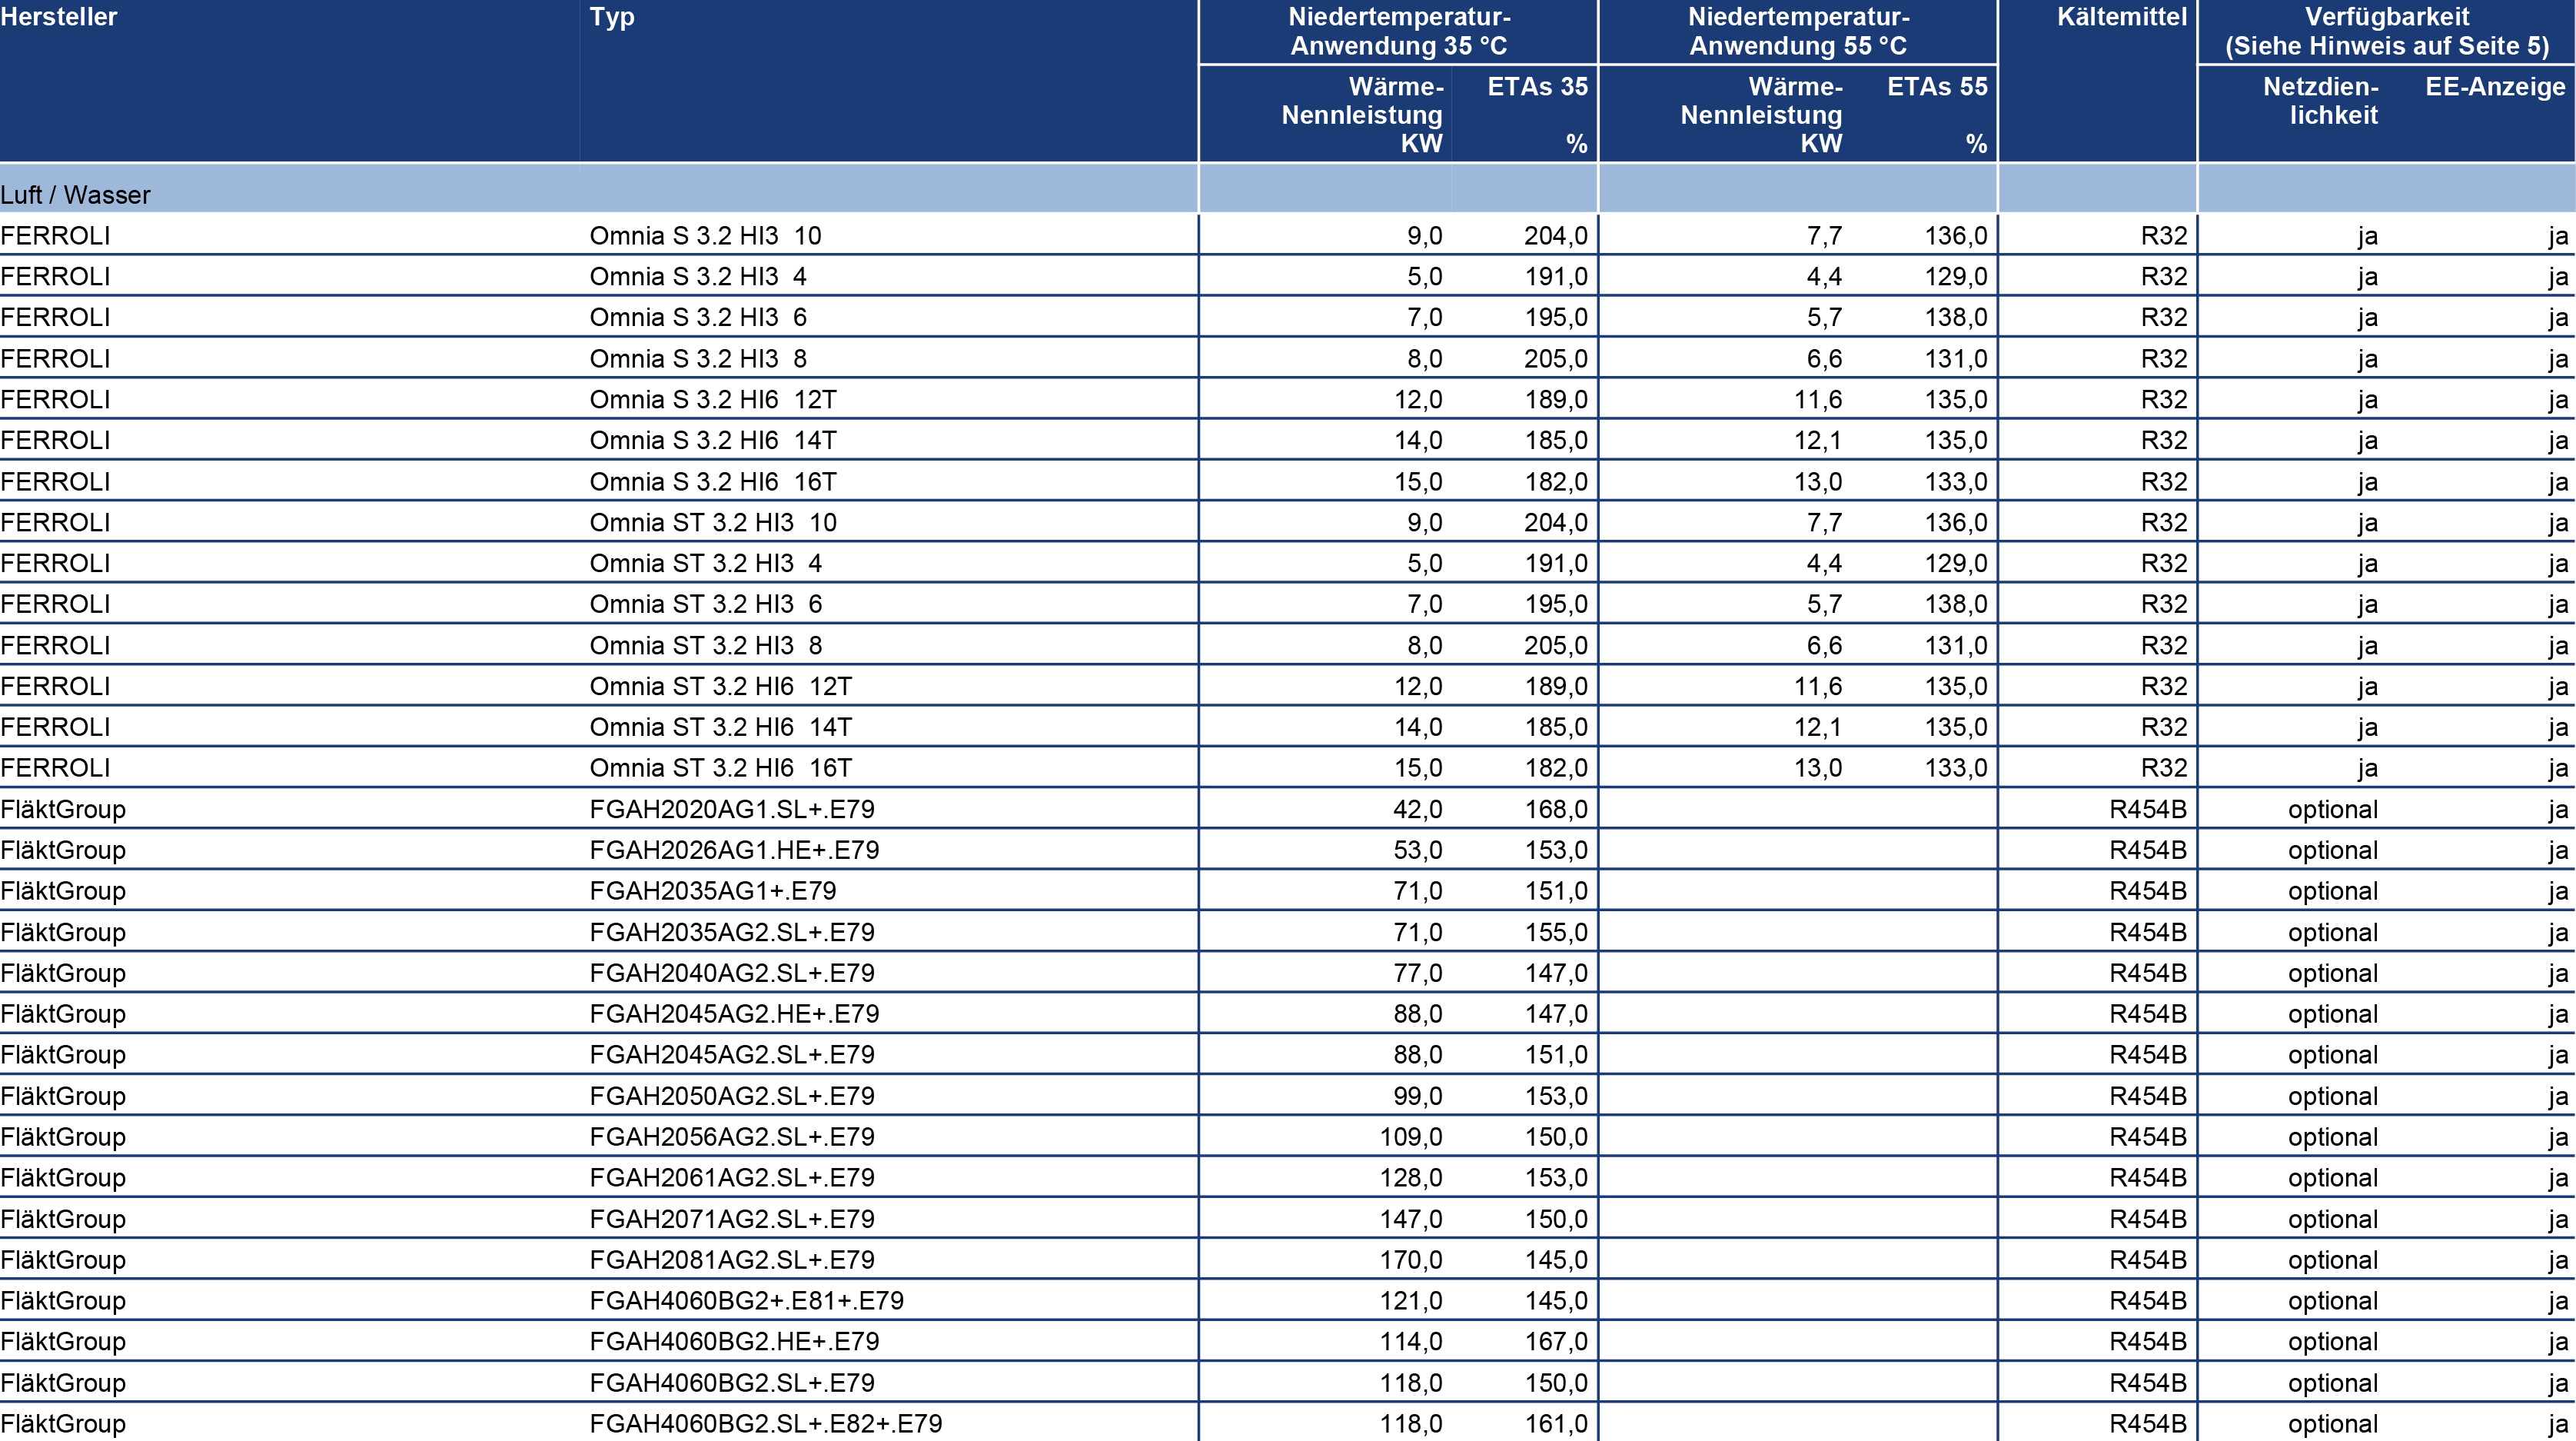 Hersteller Typ Niedertemperatur- Niedertemperatur- Kältemittel Verfügbarkeit
Anwendung 35 °C Anwendung 55 °C (Siehe Hinweis auf Seite 5)
Wärme- ETAs 35 Wärme- ETAs 55 Netzdien- EE-Anzeige
Nennleistung Nennleistung lichkeit
KW % KW %
Luft / Wasser
FERROLI Omnia S 3.2 HI3 10 9,0 204,0 7,7 136,0 R32 ja ja
FERROLI Omnia S 3.2 HI3 4 5,0 191,0 4,4 129,0 R32 ja ja
FERROLI Omnia S 3.2 HI3 6 7,0 195,0 5,7 138,0 R32 ja ja
FERROLI Omnia S 3.2 HI3 8 8,0 205,0 6,6 131,0 R32 ja ja
FERROLI Omnia S 3.2 HI6 12T 12,0 189,0 11,6 135,0 R32 ja ja
FERROLI Omnia S 3.2 HI6 14T 14,0 185,0 12,1 135,0 R32 ja ja
FERROLI Omnia S 3.2 HI6 16T 15,0 182,0 13,0 133,0 R32 ja ja
FERROLI Omnia ST 3.2 HI3 10 9,0 204,0 7,7 136,0 R32 ja ja
FERROLI Omnia ST 3.2 HI3 4 5,0 191,0 4,4 129,0 R32 ja ja
FERROLI Omnia ST 3.2 HI3 6 7,0 195,0 5,7 138,0 R32 ja ja
FERROLI Omnia ST 3.2 HI3 8 8,0 205,0 6,6 131,0 R32 ja ja
FERROLI Omnia ST 3.2 HI6 12T 12,0 189,0 11,6 135,0 R32 ja ja
FERROLI Omnia ST 3.2 HI6 14T 14,0 185,0 12,1 135,0 R32 ja ja
FERROLI Omnia ST 3.2 HI6 16T 15,0 182,0 13,0 133,0 R32 ja ja
FläktGroup FGAH2020AG1.SL+.E79 42,0 168,0 R454B optional ja
FläktGroup FGAH2026AG1.HE+.E79 53,0 153,0 R454B optional ja
FläktGroup FGAH2035AG1+.E79 71,0 151,0 R454B optional ja
FläktGroup FGAH2035AG2.SL+.E79 71,0 155,0 R454B optional ja
FläktGroup FGAH2040AG2.SL+.E79 77,0 147,0 R454B optional ja
FläktGroup FGAH2045AG2.HE+.E79 88,0 147,0 R454B optional ja
FläktGroup FGAH2045AG2.SL+.E79 88,0 151,0 R454B optional ja
FläktGroup FGAH2050AG2.SL+.E79 99,0 153,0 R454B optional ja
FläktGroup FGAH2056AG2.SL+.E79 109,0 150,0 R454B optional ja
FläktGroup FGAH2061AG2.SL+.E79 128,0 153,0 R454B optional ja
FläktGroup FGAH2071AG2.SL+.E79 147,0 150,0 R454B optional ja
FläktGroup FGAH2081AG2.SL+.E79 170,0 145,0 R454B optional ja
FläktGroup FGAH4060BG2+.E81+.E79 121,0 145,0 R454B optional ja
FläktGroup FGAH4060BG2.HE+.E79 114,0 167,0 R454B optional ja
FläktGroup FGAH4060BG2.SL+.E79 118,0 150,0 R454B optional ja
FläktGroup FGAH4060BG2.SL+.E82+.E79 118,0 161,0 R454B optional ja